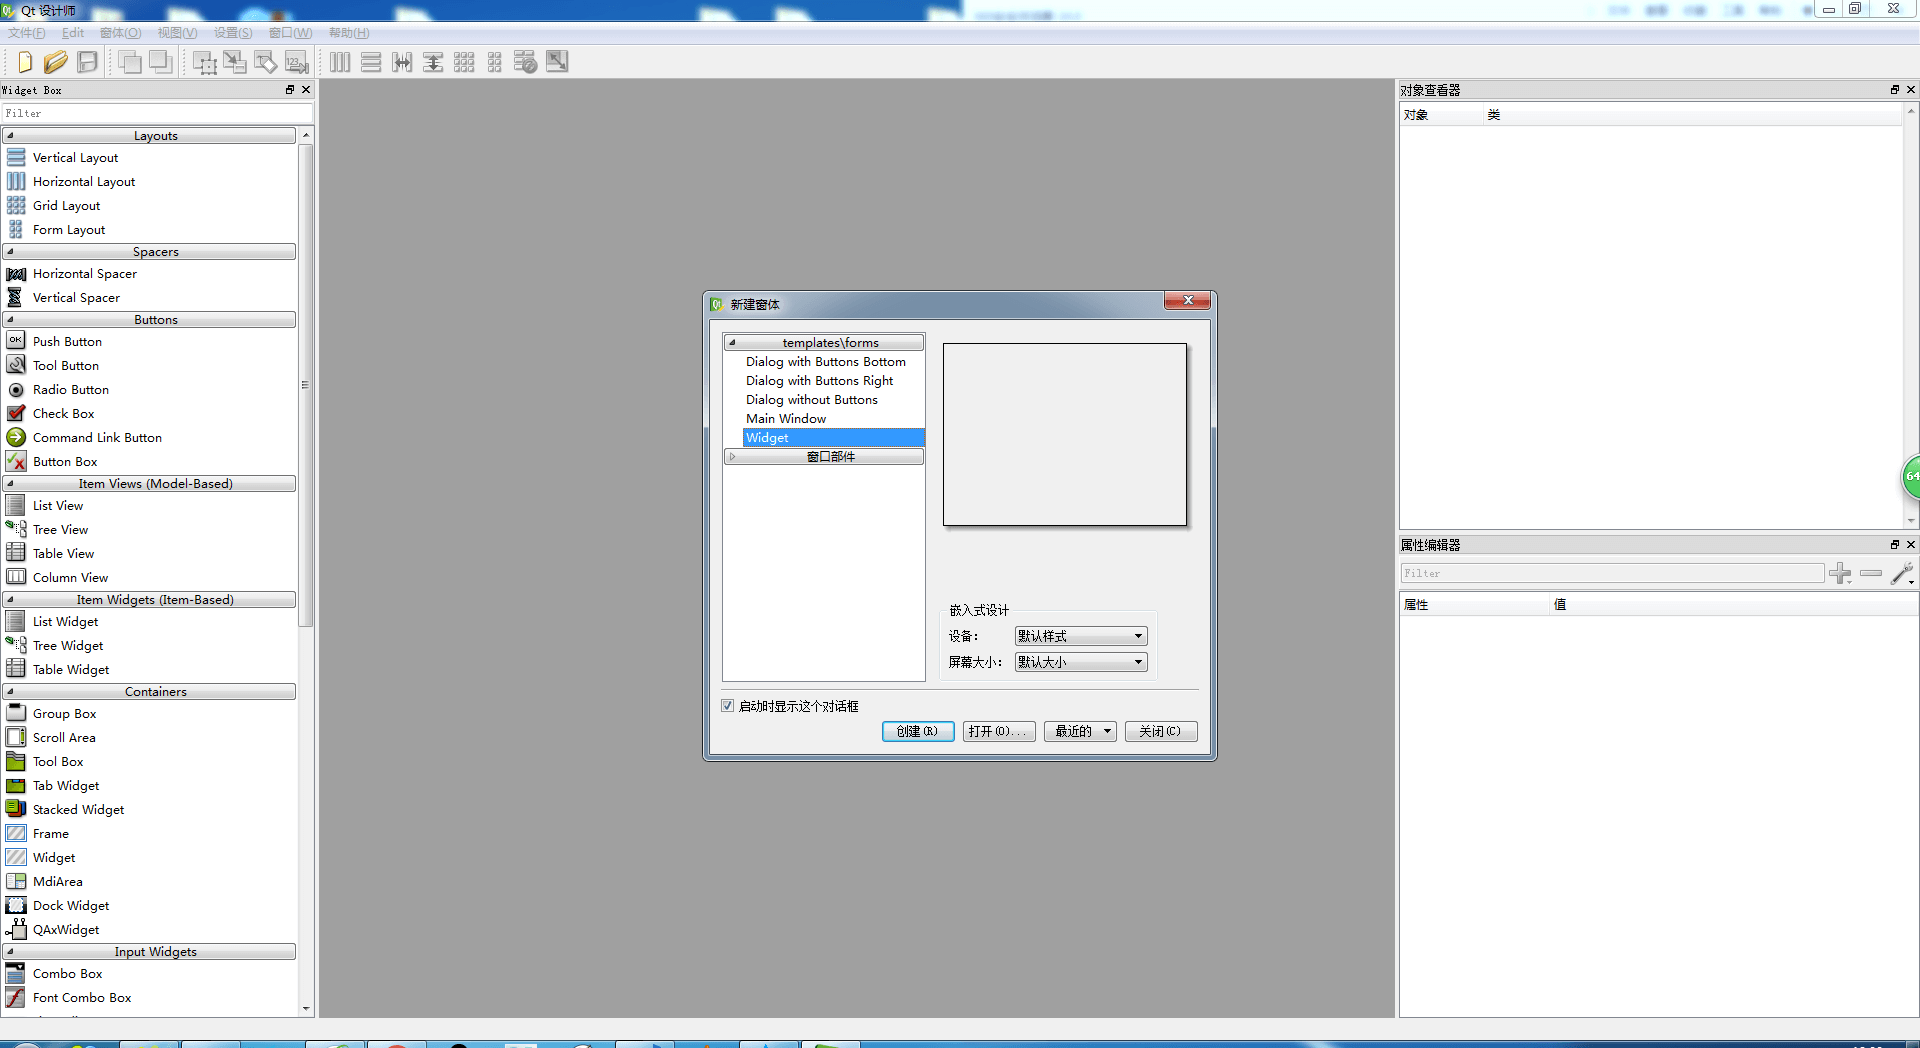 Qt 设计师
文件(F) Edit 窗体(O) 视图(V) 设置(S) 窗口(W) 帮助(H)
Widget Box
Filter
Layouts
Vertical Layout
Horizontal Layout
Grid Layout
Form Layout
Spacers
Horizontal Spacer
Vertical Spacer
Buttons
OK Push Button
Tool Button
Radio Button
Check Box
Command Link Button
Button Box
Item Views (Model-Based)
List View
Tree View
Table View
Column View
Item Widgets (Item-Based)
List Widget
Tree Widget
Table Widget
Containers
Group Box
Scroll Area
Tool Box
Tab Widget
Stacked Widget
Frame
Widget
MdiArea
Dock Widget
QAxWidget
Input Widgets
Combo Box
Font Combo Box
新建窗体
templates\forms
Dialog with Buttons Bottom
Dialog with Buttons Right
Dialog without Buttons
Main Window
Widget
窗口部件
嵌入式设计
设备： 默认样式
屏幕大小： 默认大小
启动时显示这个对话框
创建(R) 打开(O)... 最近的 关闭(C)
对象查看器
对象 类
64
属性编辑器
Filter
属性 值